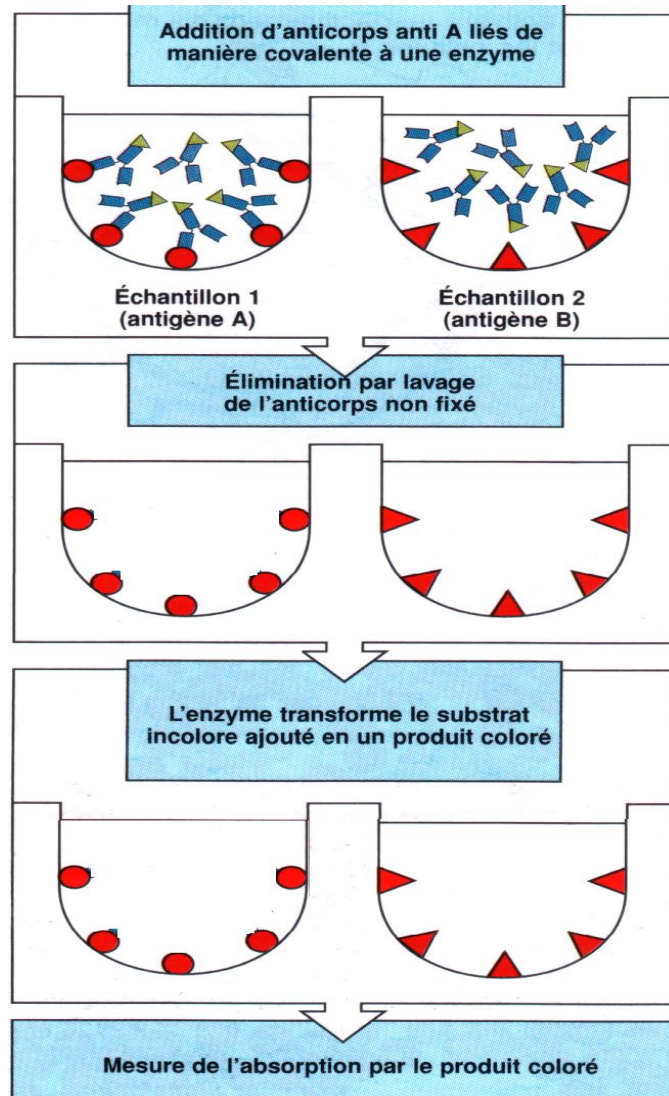 Addition d'anticorps anti A liés de
manière covalente à une enzyme
Échantillon 1
(antigène A)
Échantillon 2
(antigène B)
Élimination par lavage
de l'anticorps non fixé
L'enzyme transforme le substrat
incolore ajouté en un produit coloré
Mesure de l'absorption par le produit coloré